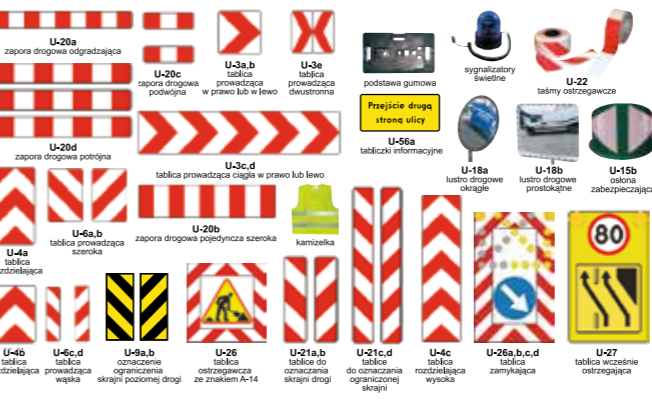 U-20a
zapora drogowa odgradzająca
U-20c
zapora drogowa
podwójna
U-3a,b
tablica
prowadząca
w prawo lub w lewo
U-3e
tablica
prowadząca
dwustronna
podstawa gumowa
sygnalizatory
świetlne
U-22
taśmy ostrzegawcze
U-20d
zapora drogowa potrójna
U-3c,d
tablica prowadząca ciągła w prawo lub lewo
Przejście drugą
stroną ulicy
U-56a
tabliczki informacyjne
U-18a
lustro drogowe
okrągłe
U-18b
lustro drogowe
prostokątne
U-15b
osłona
zabezpieczająca
U-4a
tablica
zdzielająca
U-6a,b
tablica prowadząca
szeroka
U-20b
zapora drogowa pojedyncza szeroka
kamizelka
80
U-4b
tablica
zdzielająca
U-6c,d
tablica
prowadząca
wąska
U-9a,b
oznaczenie
ograniczenia
skrajni poziomej drogi
U-26
tablica
ostrzegawcza
ze znakiem A-14
U-21a,b
tablice do
oznaczania
skrajni drogi
U-21c,d
tablice
do oznaczania
ograniczonej
skrajni
U-4c
tablica
rozdzielająca
wysoka
U-26a,b,c,d
tablica
zamykająca
U-27
tablica wcześnie
ostrzegająca